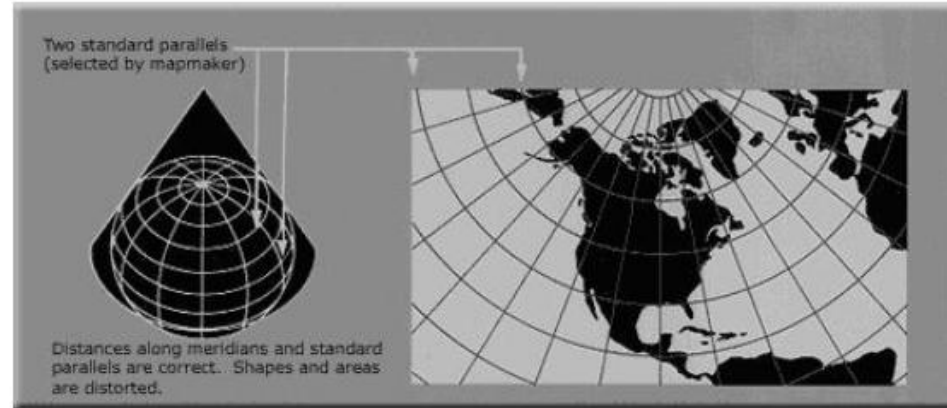 Two standard parallels
(selected by mapmaker)
Distances along meridians and standard
parallels are correct.  Shapes and areas
are distorted.